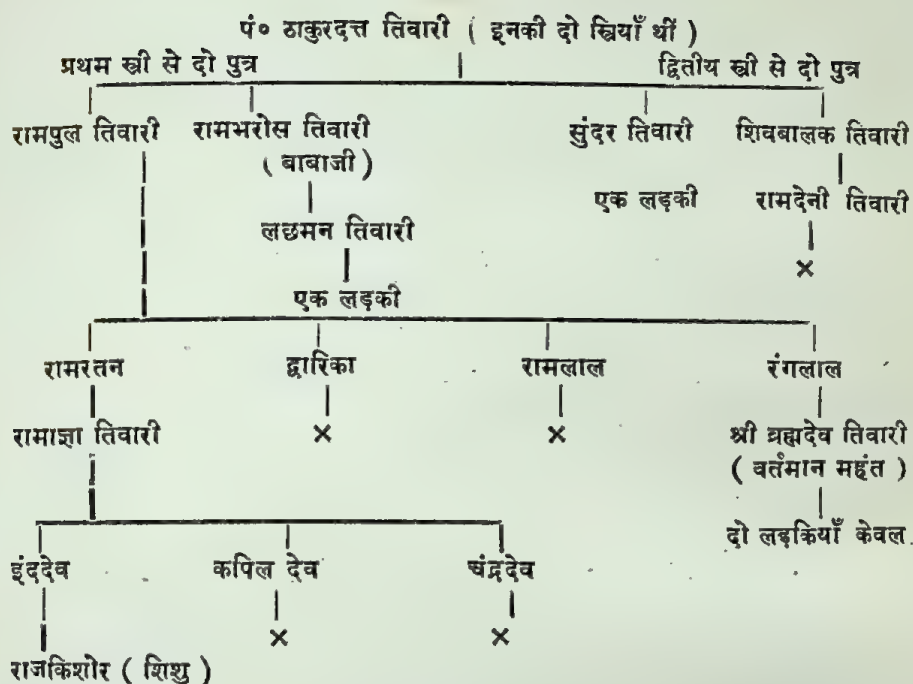 पं० ठाकुरदत्त तिवारी ( इनकी दो स्त्रियाँ थीं )
प्रथम स्त्री से दो पुत्र द्वितीय स्त्री से दो पुत्र
रामपुल तिवारी रामभरोस तिवारी सुंदर तिवारी शिवबालक तिवारी
( बाबाजी )
एक लड़की रामदेनी तिवारी
लछमन तिवारी
×
एक लड़की
रामरतन द्वारिका रामलाल रंगलाल
रामाज्ञा तिवारी × × श्री ब्रह्मदेव तिवारी
( वर्तमान महंत )
दो लड़कियाँ केवल
इंददेव कपिल देव चंद्रदेव
× ×
राजकिशोर ( शिशु )